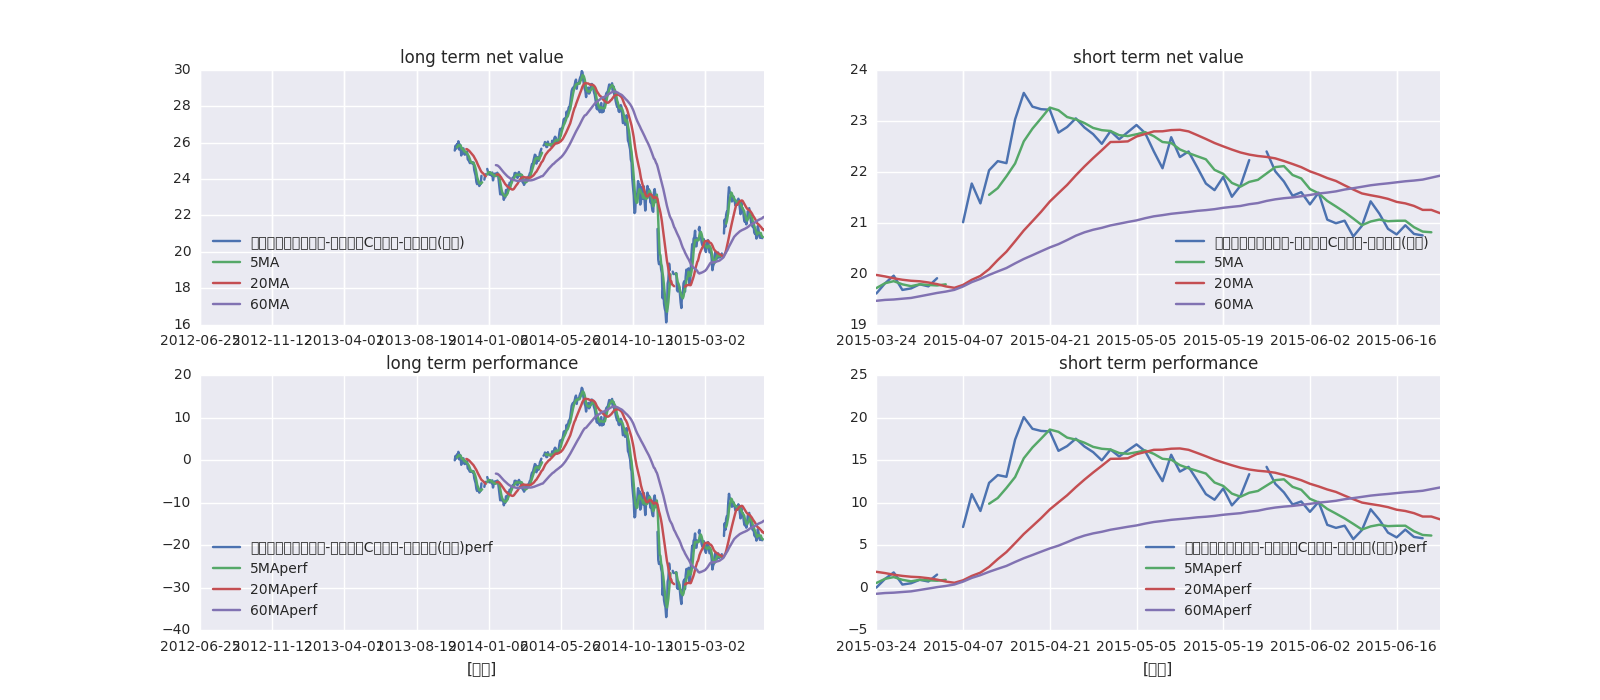 long term net value
short term net value
30
28
26
24
22
20
18
16
-C-()
5MA
20MA
60MA
2012-06-25 2012-11-12 2013-04-01 2013-08-19 2014-01-06 2014-05-26 2014-10-13 2015-03-02
24
23
22
21
20
19
-C-()
5MA
20MA
60MA
2015-03-24 2015-04-07 2015-04-21 2015-05-05 2015-05-19 2015-06-02 2015-06-16
long term performance
short term performance
20
10
0
−10
−20
−30
−40
-C-()perf
5MAperf
20MAperf
60MAperf
2012-06-25 2012-11-12 2013-04-01 2013-08-19 2014-01-06 2014-05-26 2014-10-13 2015-03-02
[]
25
20
15
10
5
0
−5
-C-()perf
5MAperf
20MAperf
60MAperf
2015-03-24 2015-04-07 2015-04-21 2015-05-05 2015-05-19 2015-06-02 2015-06-16
[]